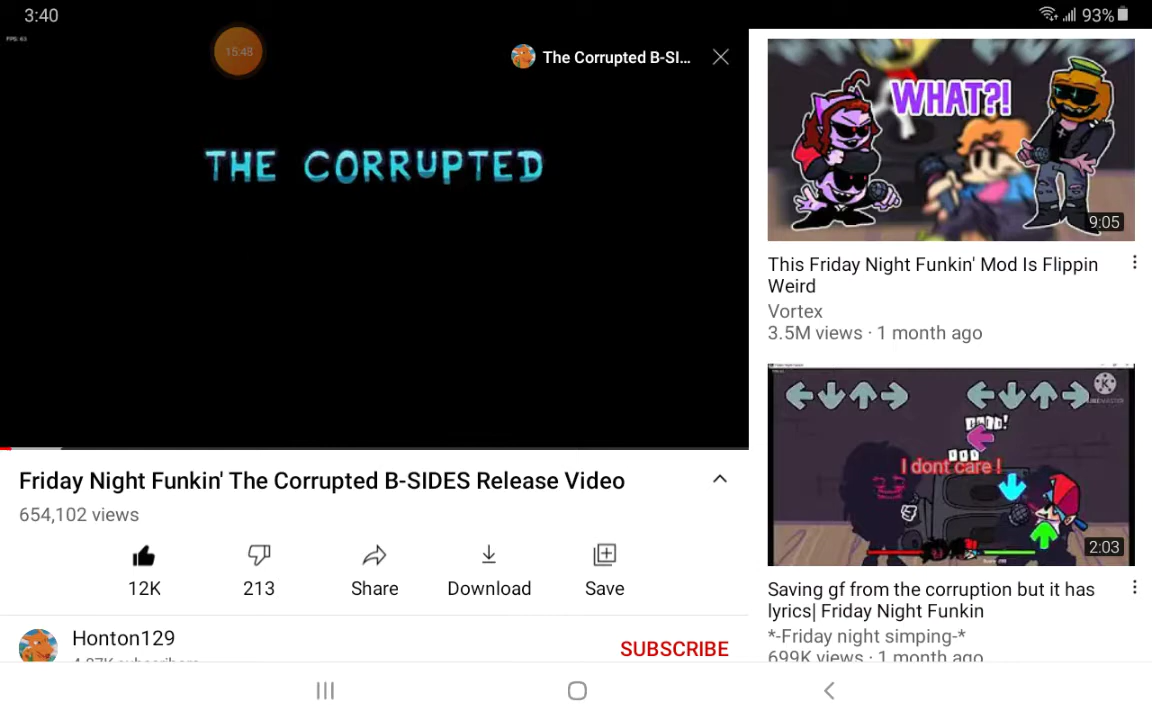 3:40
93%
FPS: 63
15:48
The Corrupted B-SI...
THE CORRUPTED
Friday Night Funkin' The Corrupted B-SIDES Release Video
654,102 views
12K
213
Share
Download
Save
Honton129
SUBSCRIBE
WHAT?!
9:05
This Friday Night Funkin' Mod Is Flippin
Weird
Vortex
3.5M views · 1 month ago
I dont care !
2:03
Saving gf from the corruption but it has
lyrics| Friday Night Funkin
*-Friday night simping-*
699K views · 1 month ago